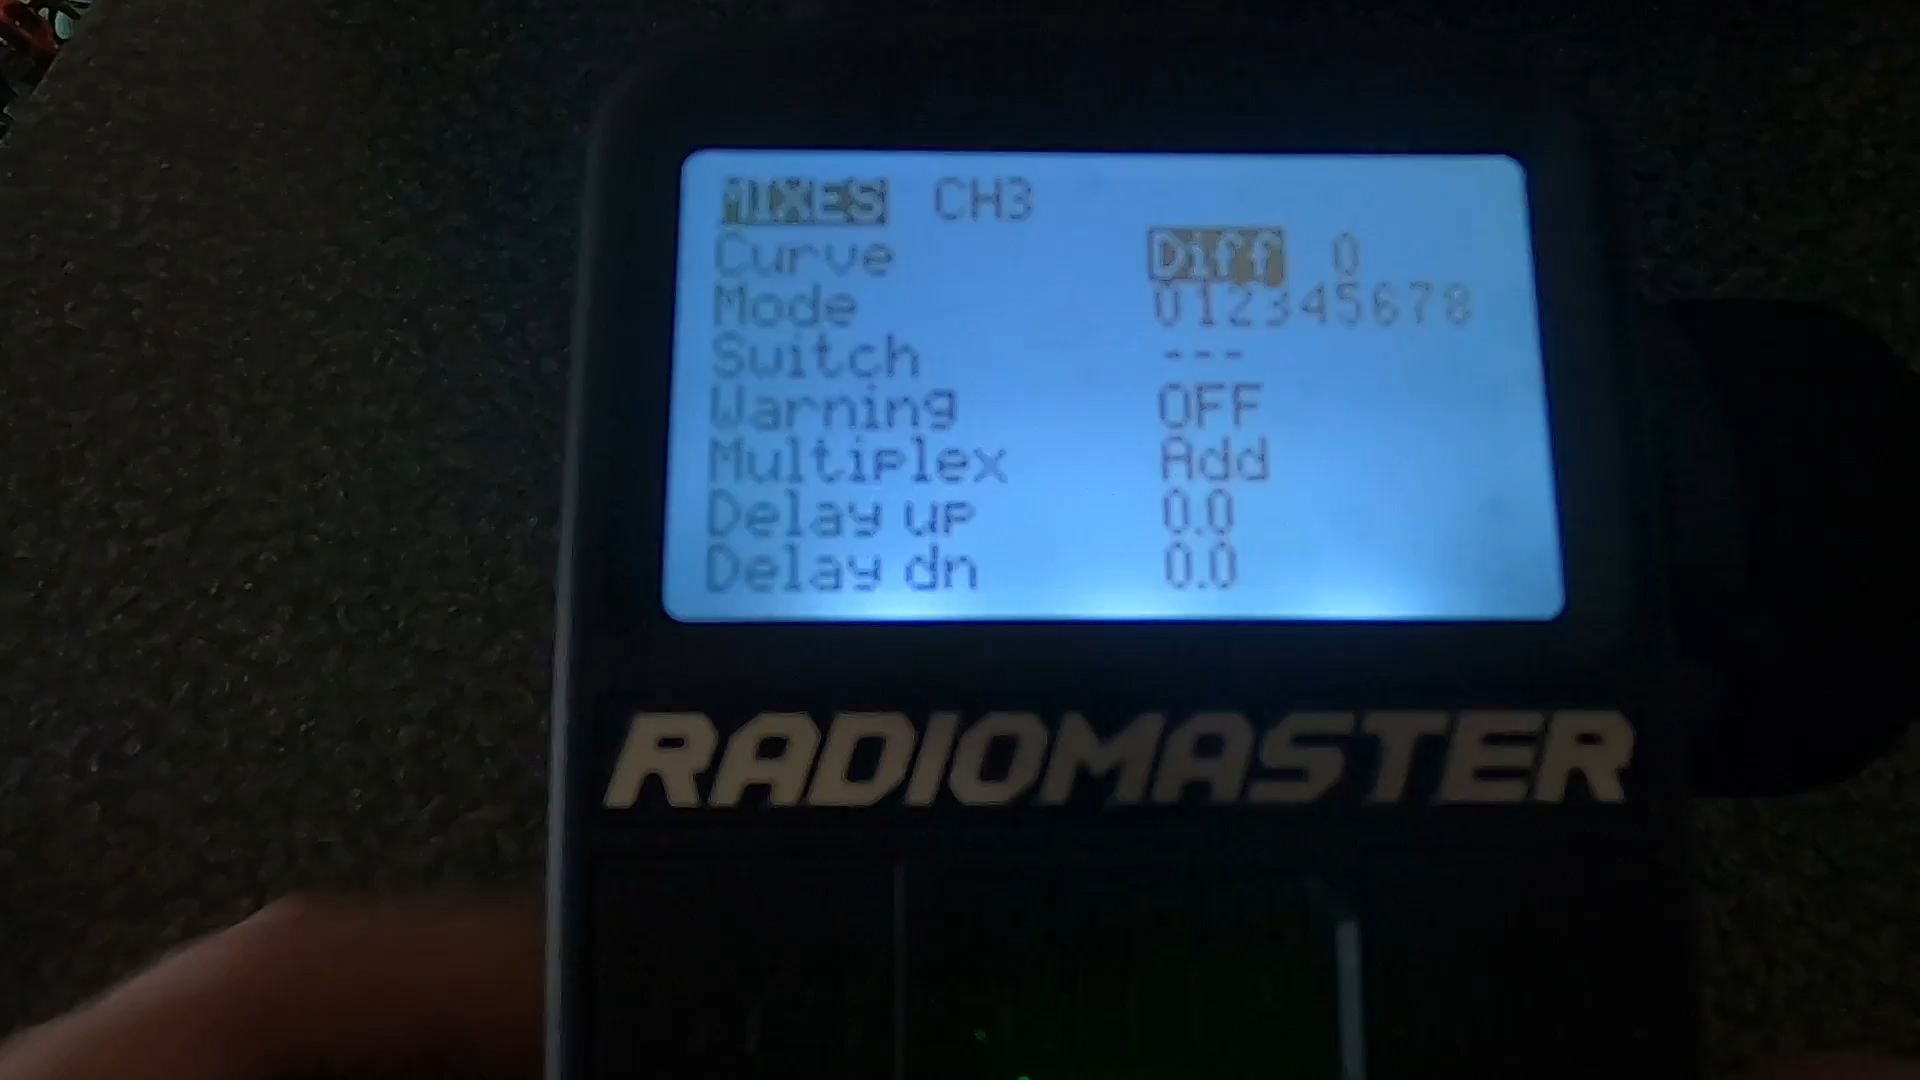 MIXES CH3
Curve Diff 0
Mode 012345678
Switch ---
Warning OFF
Multiplex Add
Delay up 0.0
Delay dn 0.0
RADIOMASTER